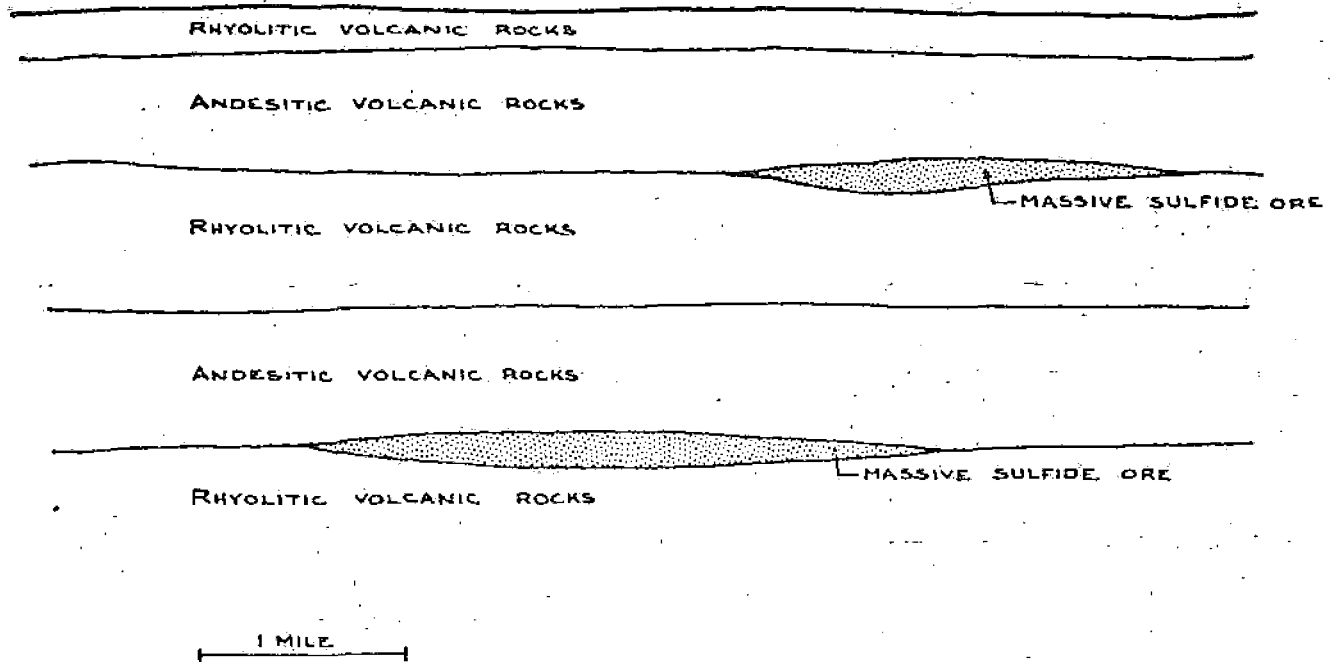 RHYOLITIC VOLCANIC ROCKS
ANDESITIC VOLCANIC ROCKS
MASSIVE SULFIDE ORE
RHYOLITIC VOLCANIC ROCKS
ANDESITIC VOLCANIC ROCKS
MASSIVE SULFIDE ORE
RHYOLITIC VOLCANIC ROCKS
1 MILE